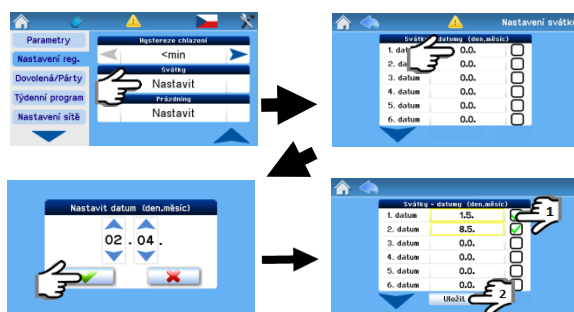 Parametry
Nastavení reg.
Dovolená/Párty
Týdenní program
Nastavení sítě
Hystereze chlazení
<min
Svátky
Nastavit
Prázdniny
Nastavit
Nastavení svátků
datumy (den,měsíc)
1. datum 0.0.
2. 0.0.
3. datum 0.0.
4. datum 0.0.
5. datum 0.0.
6. datum 0.0.
Nastavit datum (den,měsíc)
02 . 04 .
Svátky - datumy (den,měsíc)
1. datum 1.5.
2. datum 8.5.
3. datum 0.0.
4. datum 0.0.
5. datum 0.0.
6. datum 0.0.
Uložit
1
2